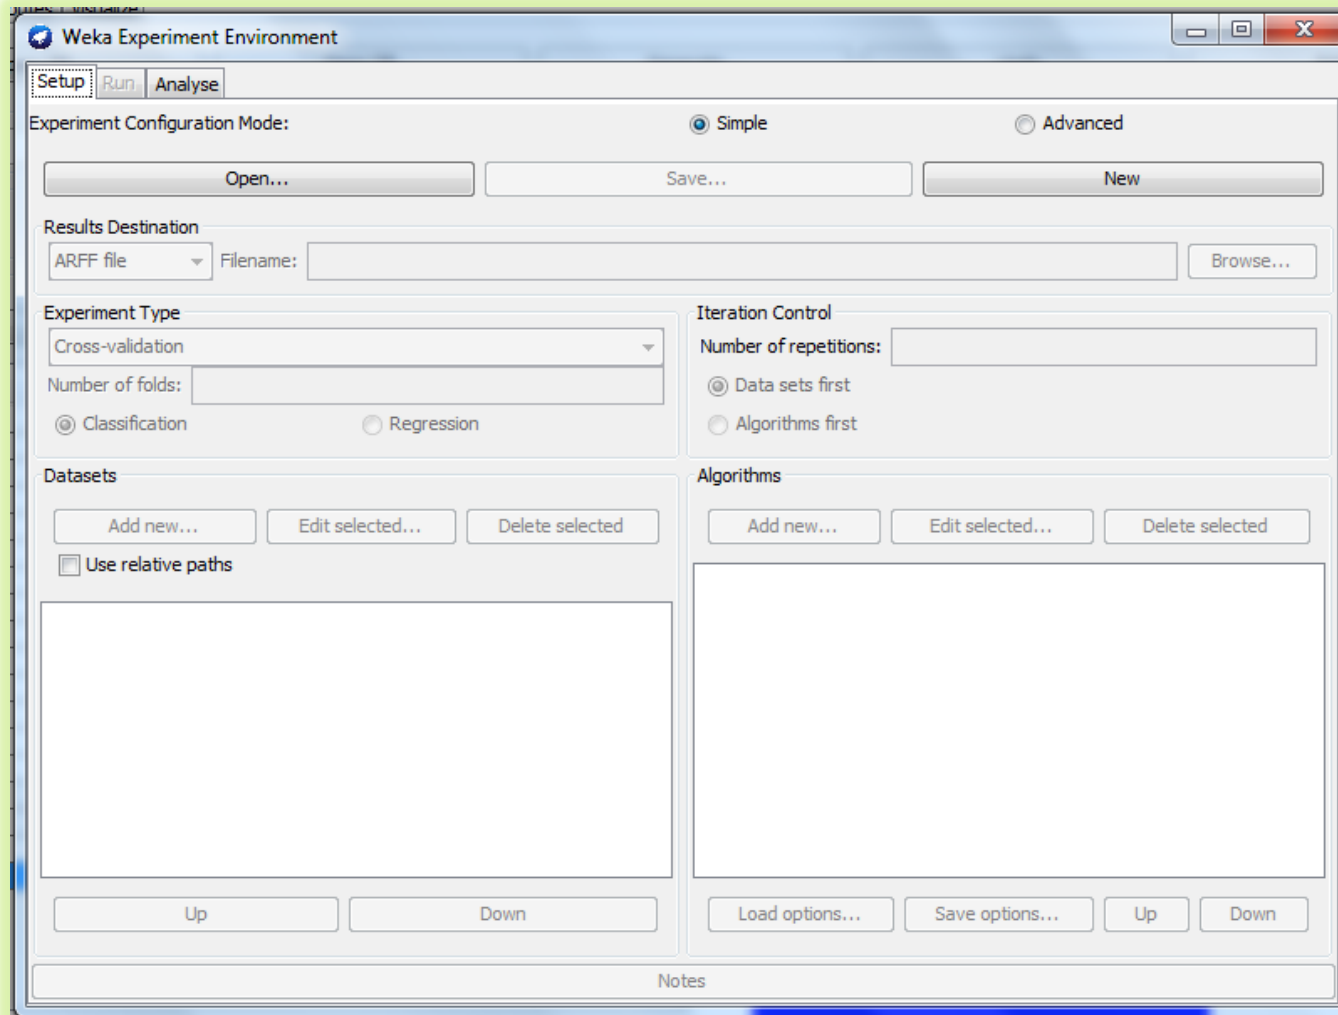 Weka Experiment Environment
Setup Run Analyse
Experiment Configuration Mode: Simple Advanced
Open... Save... New
Results Destination
ARFF file Filename: Browse...
Experiment Type Iteration Control
Cross-validation Number of repetitions:
Number of folds: Data sets first
Classification Regression Algorithms first
Datasets Algorithms
Add new... Edit selected... Delete selected Add new... Edit selected... Delete selected
Use relative paths
Up Down Load options... Save options... Up Down
Notes